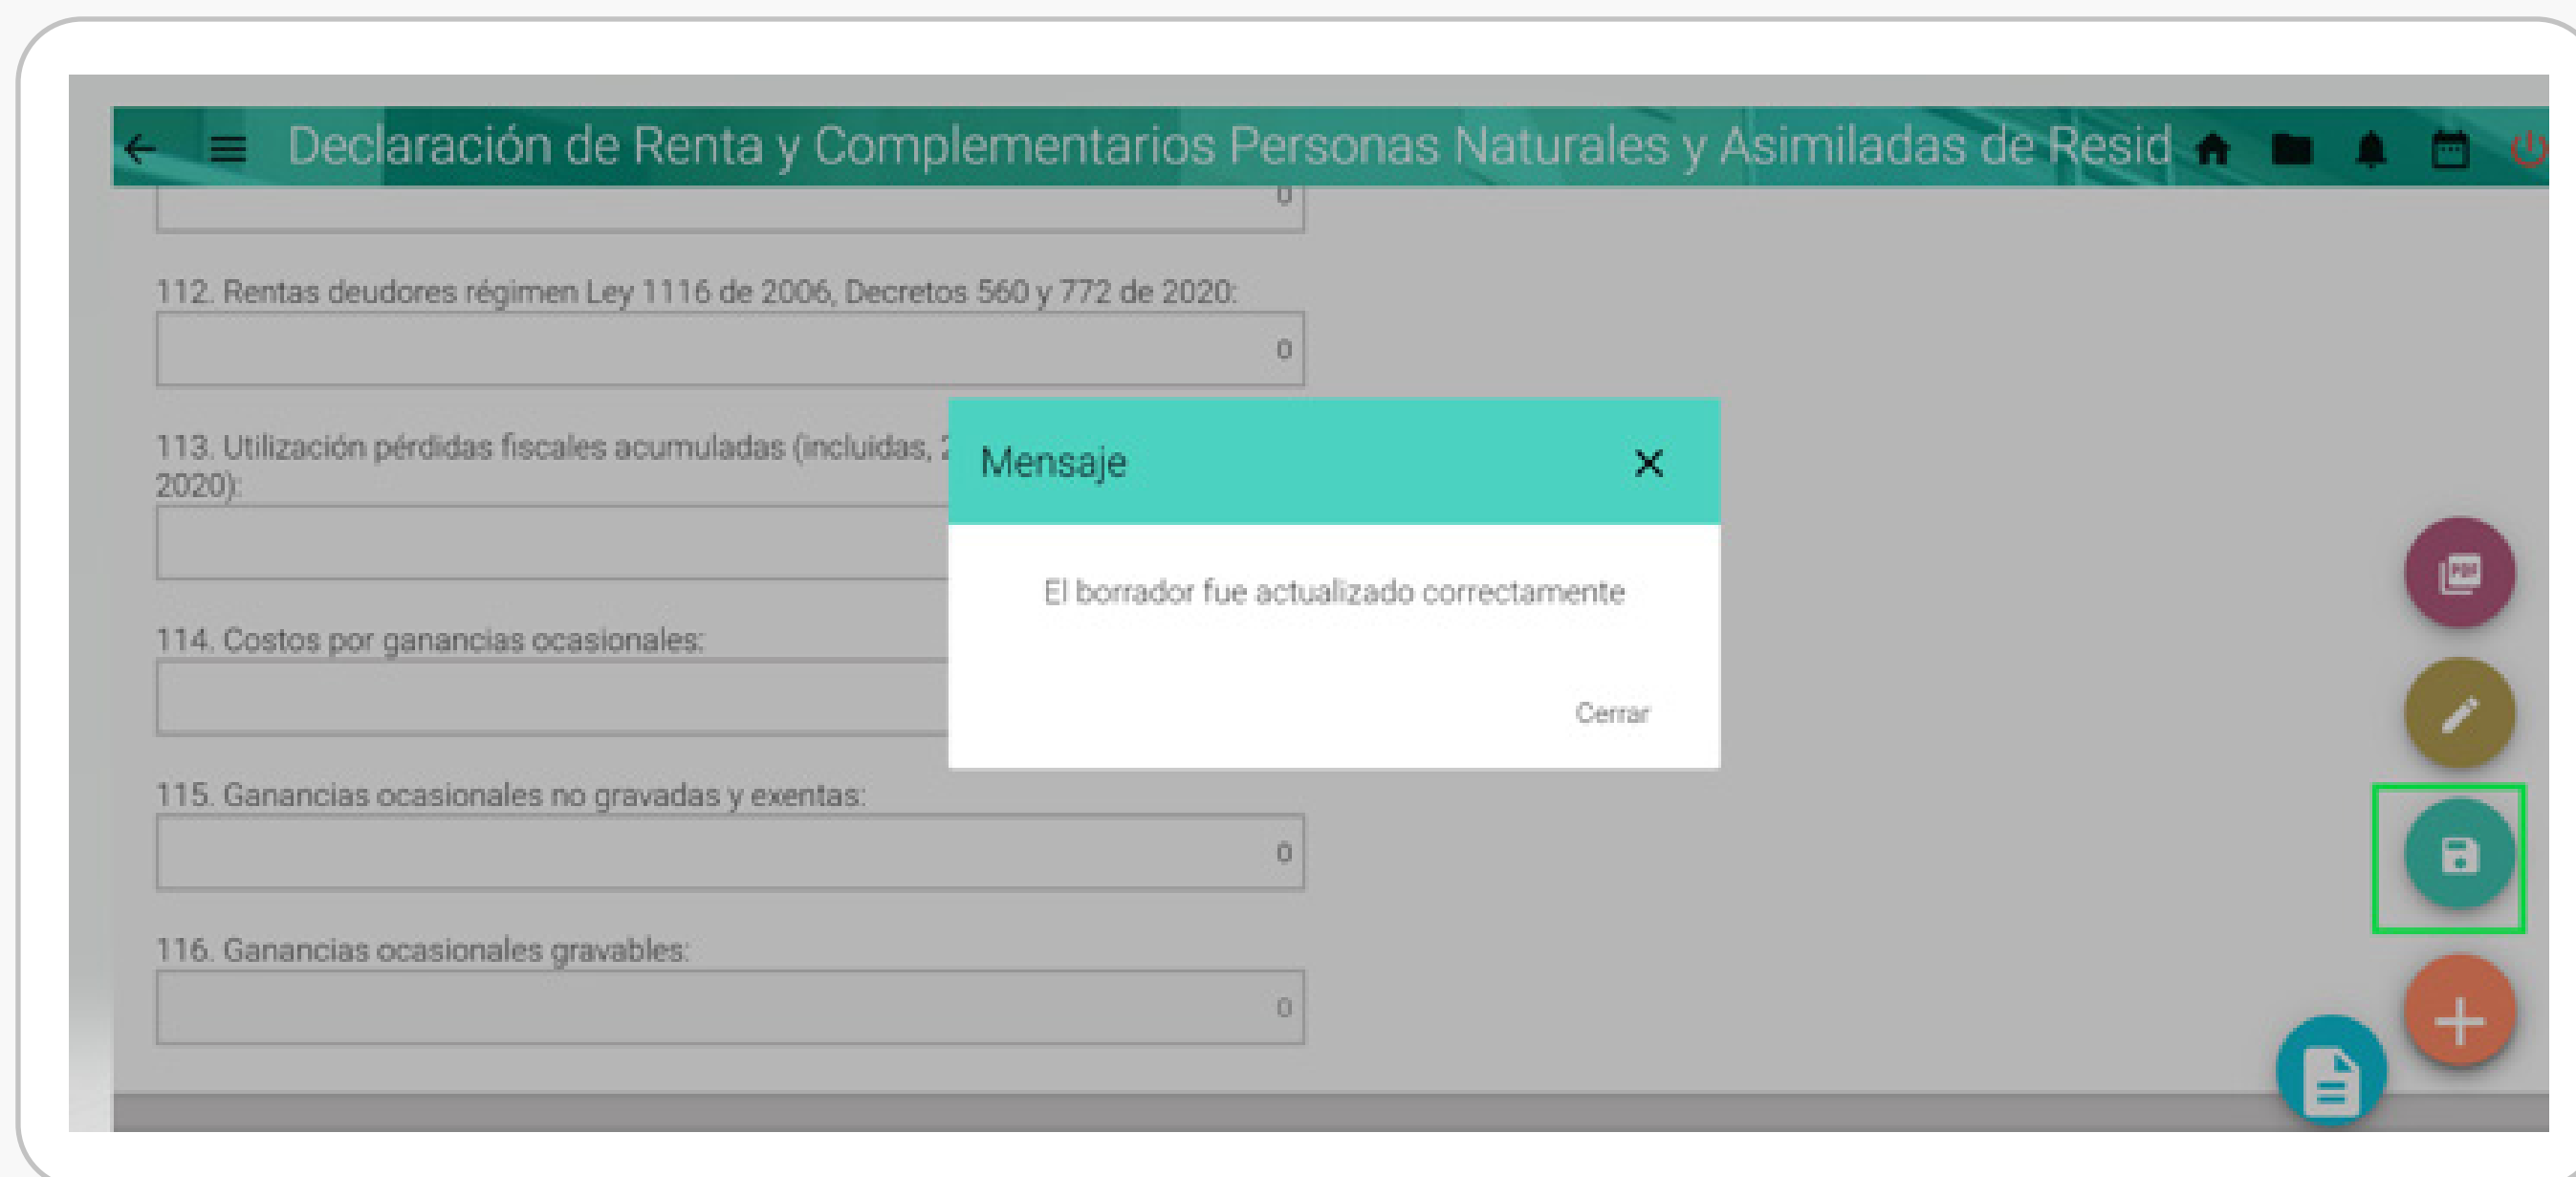 Declaración de Renta y Complementarios Personas Naturales y Asimiladas de Resid
0
112. Rentas deudores régimen Ley 1116 de 2006, Decretos 560 y 772 de 2020:
0
113. Utilización pérdidas fiscales acumuladas (incluidas,
2020):
Mensaje
El borrador fue actualizado correctamente
Cerrar
114. Costos por ganancias ocasionales:
115. Ganancias ocasionales no gravadas y exentas:
0
116. Ganancias ocasionales gravables:
0
PDF